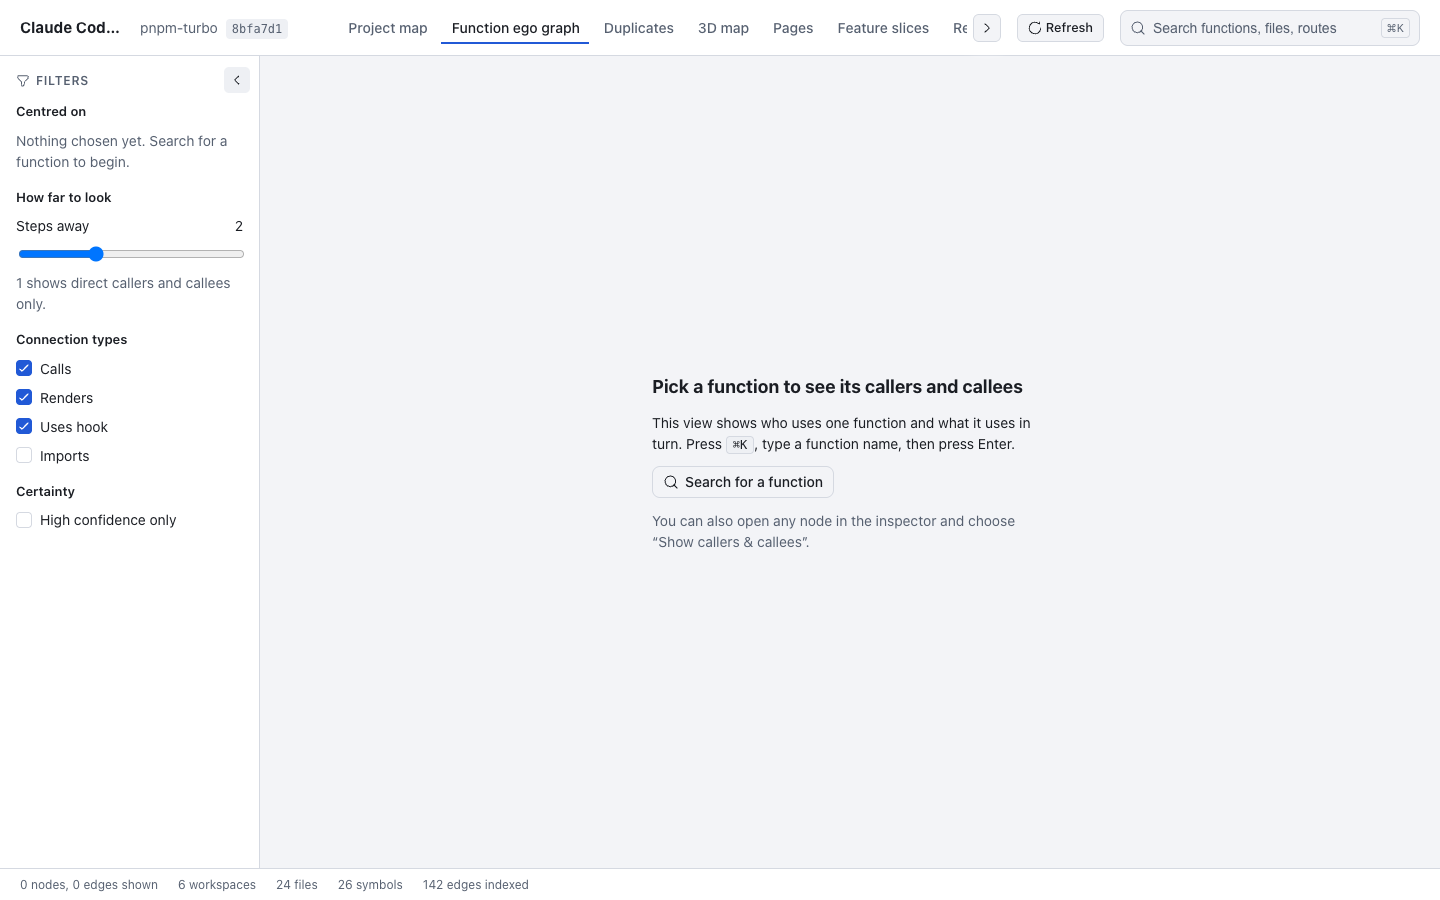 Claude Cod...
pnpm-turbo 8bfa7d1
Project map
Function ego graph
Duplicates
3D map
Pages
Feature slices
Re
Refresh
Search functions, files, routes ⌘K
FILTERS
Centred on
Nothing chosen yet. Search for a
function to begin.
How far to look
Steps away 2
1 shows direct callers and callees
only.
Connection types
Calls
Renders
Uses hook
Imports
Certainty
High confidence only
Pick a function to see its callers and callees
This view shows who uses one function and what it uses in
turn. Press ⌘K, type a function name, then press Enter.
Search for a function
You can also open any node in the inspector and choose
“Show callers & callees”.
0 nodes, 0 edges shown 6 workspaces 24 files 26 symbols 142 edges indexed